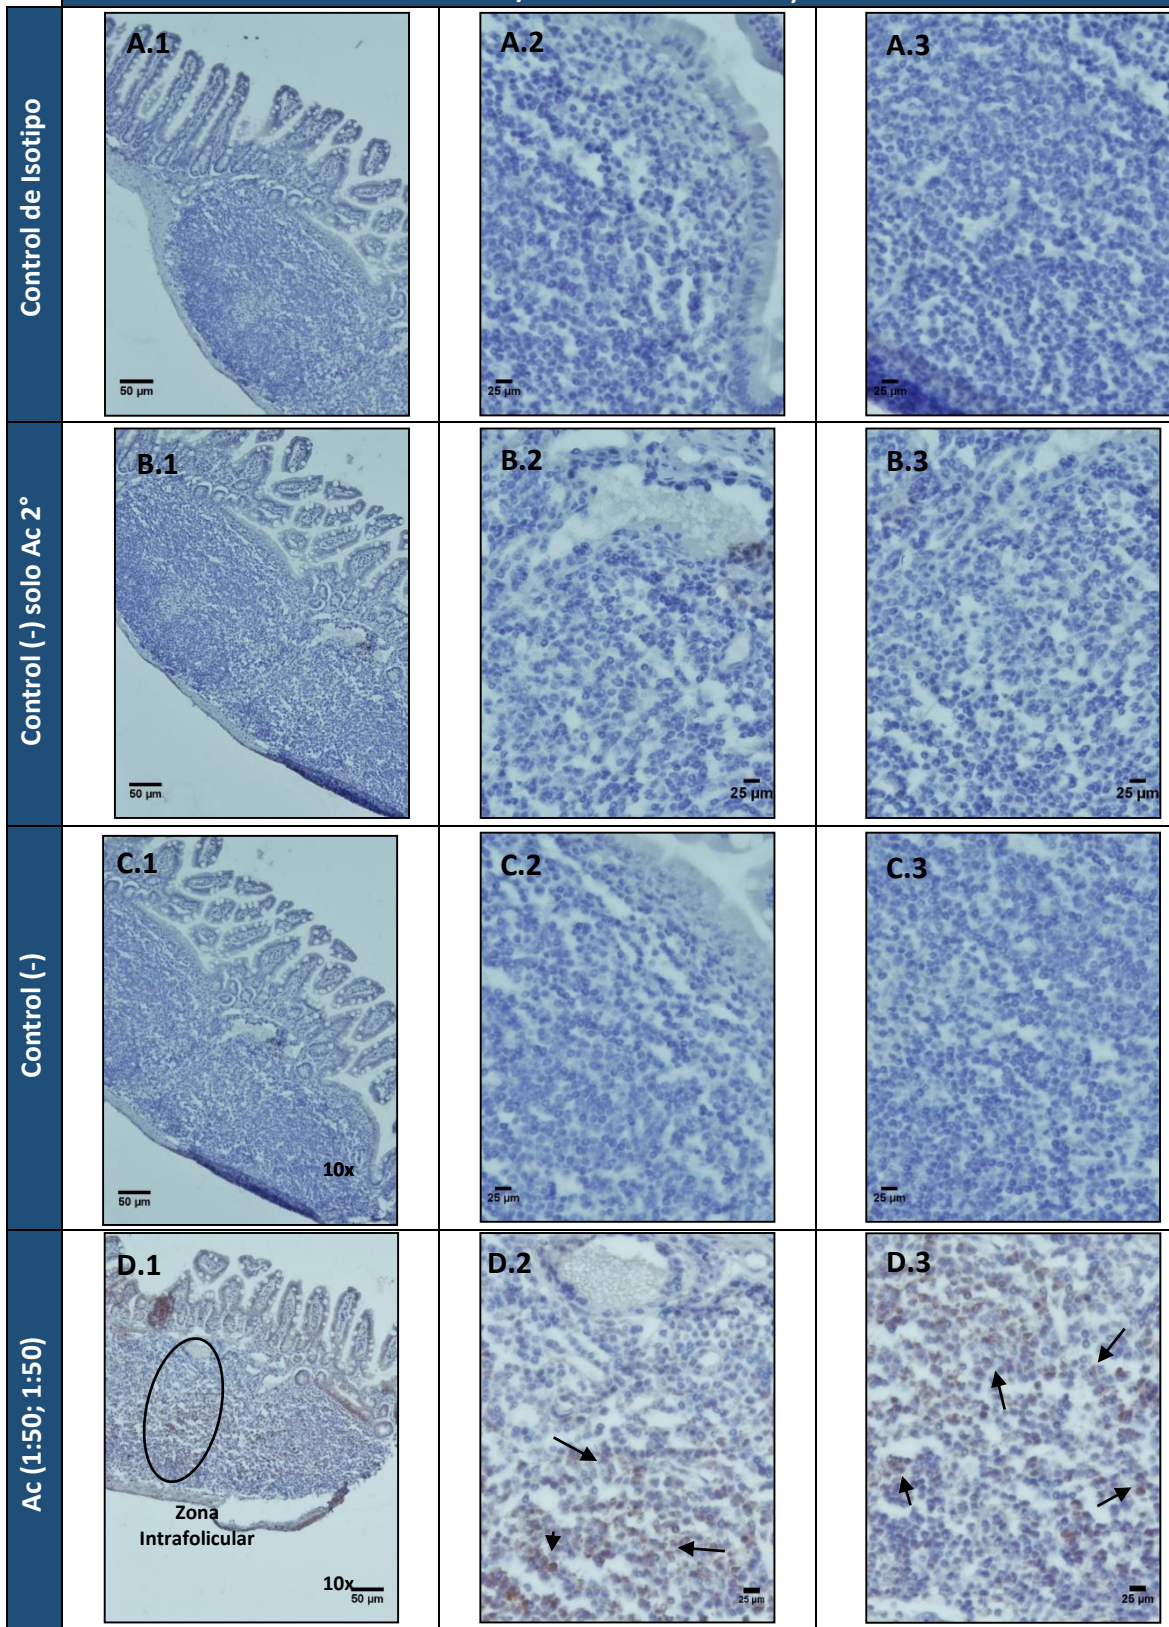 Control de Isotipo
A.1
50 µm
A.2
25 µm
A.3
25 µm
Control (-) solo Ac 2°
B.1
50 µm
B.2
25 µm
B.3
25 µm
Control (-)
C.1
10x
50 µm
C.2
25 µm
C.3
25 µm
Ac (1:50; 1:50)
D.1
Zona
Intrafolicular
10x
50 µm
D.2
25 µm
D.3
25 µm